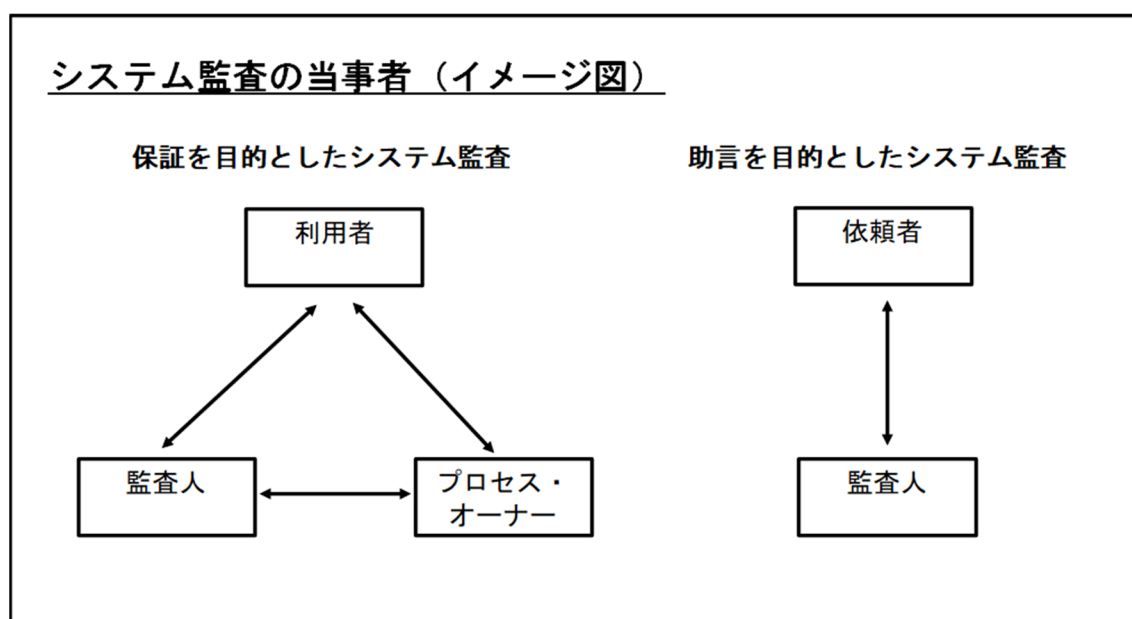 システム監査の当事者（イメージ図）
保証を目的としたシステム監査
利用者
監査人
プロセス・
オーナー
助言を目的としたシステム監査
依頼者
監査人